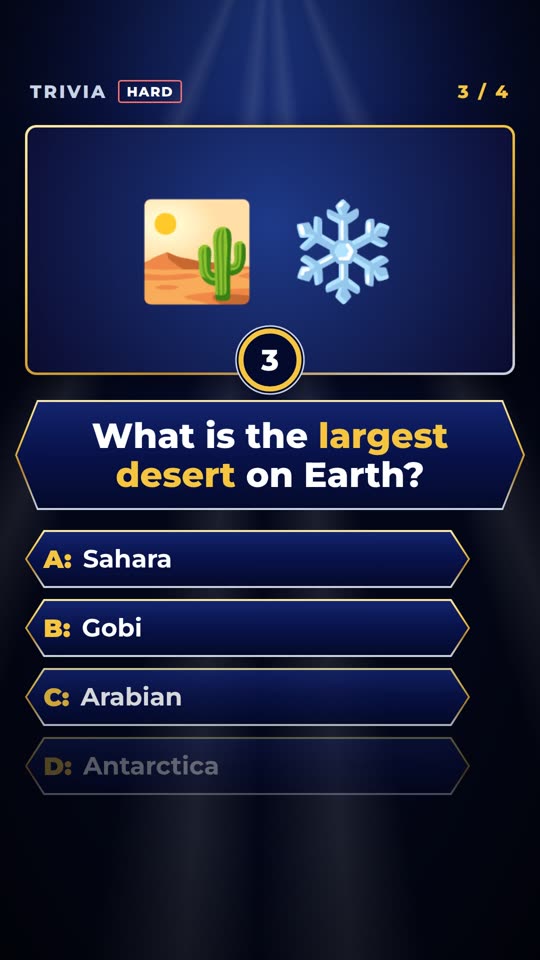 TRIVIA HARD 3 / 4
3
What is the largest
desert on Earth?
A: Sahara
B: Gobi
C: Arabian
D: Antarctica